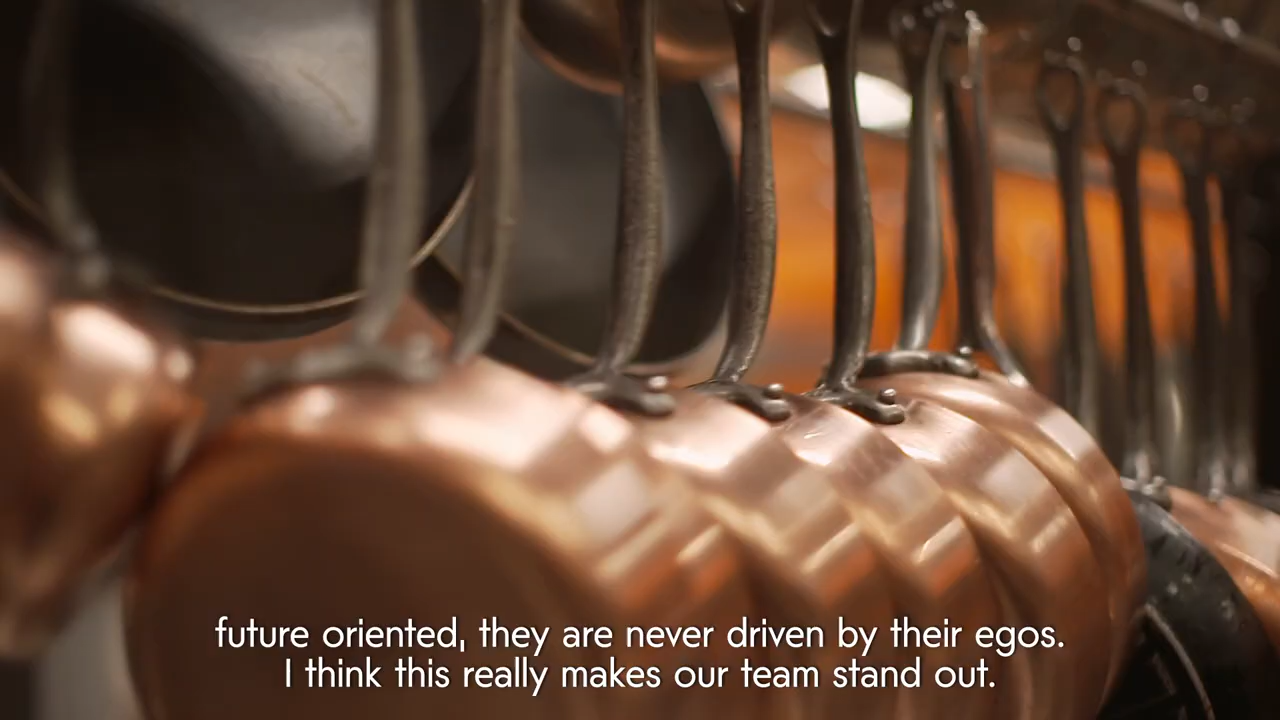 future oriented, they are never driven by their egos.
I think this really makes our team stand out.